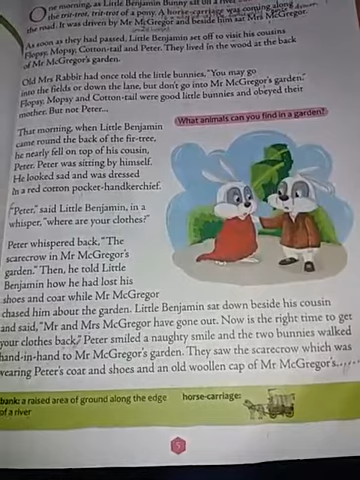 One morning, as Little Benjamin Bunny sat on a
the trit-trot, trit-trot of a pony. A horse-carriage was coming along
the road. It was driven by Mr McGregor and beside him sat Mrs McGregor.
As soon as they had passed, Little Benjamin set off to visit his cousins
Flopsy, Mopsy, Cotton-tail and Peter. They lived in the wood at the back
of Mr McGregor's garden.
Old Mrs Rabbit had once told the little bunnies, "You may go
into the fields or down the lane, but don't go into Mr McGregor's garden."
Flopsy, Mopsy and Cotton-tail were good little bunnies and obeyed their
mother. But not Peter...
What animals can you find in a garden?
That morning, when Little Benjamin
came round the back of the fir-tree,
he nearly fell on top of his cousin,
Peter. Peter was sitting by himself.
He looked sad and was dressed
in a red cotton pocket-handkerchief.
"Peter," said Little Benjamin, in a
whisper, "where are your clothes?"
Peter whispered back, "The
scarecrow in Mr McGregor's
garden." Then, he told Little
Benjamin how he had lost his
shoes and coat while Mr McGregor
chased him about the garden. Little Benjamin sat down beside his cousin
and said, "Mr and Mrs McGregor have gone out. Now is the right time to get
your clothes back." Peter smiled a naughty smile and the two bunnies walked
hand-in-hand to Mr McGregor's garden. They saw the scarecrow which was
wearing Peter's coat and shoes and an old woollen cap of Mr McGregor's.....
bank: a raised area of ground along the edge
of a river
horse-carriage:
5